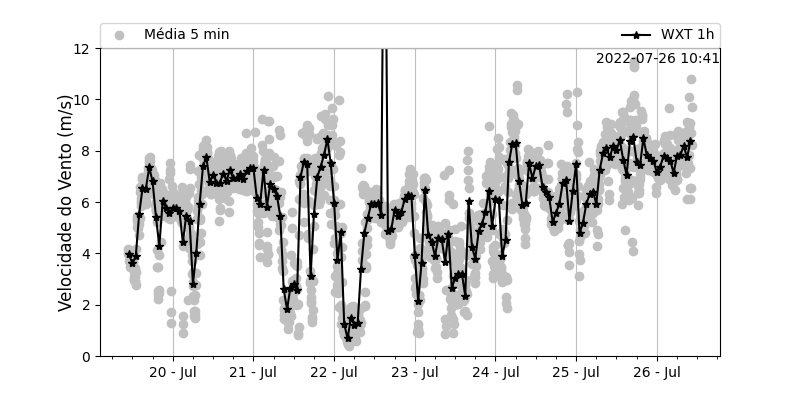 Média 5 min
WXT 1h
2022-07-26 10:41
Velocidade do Vento (m/s)
12
10
8
6
4
2
0
20 - Jul
21 - Jul
22 - Jul
23 - Jul
24 - Jul
25 - Jul
26 - Jul